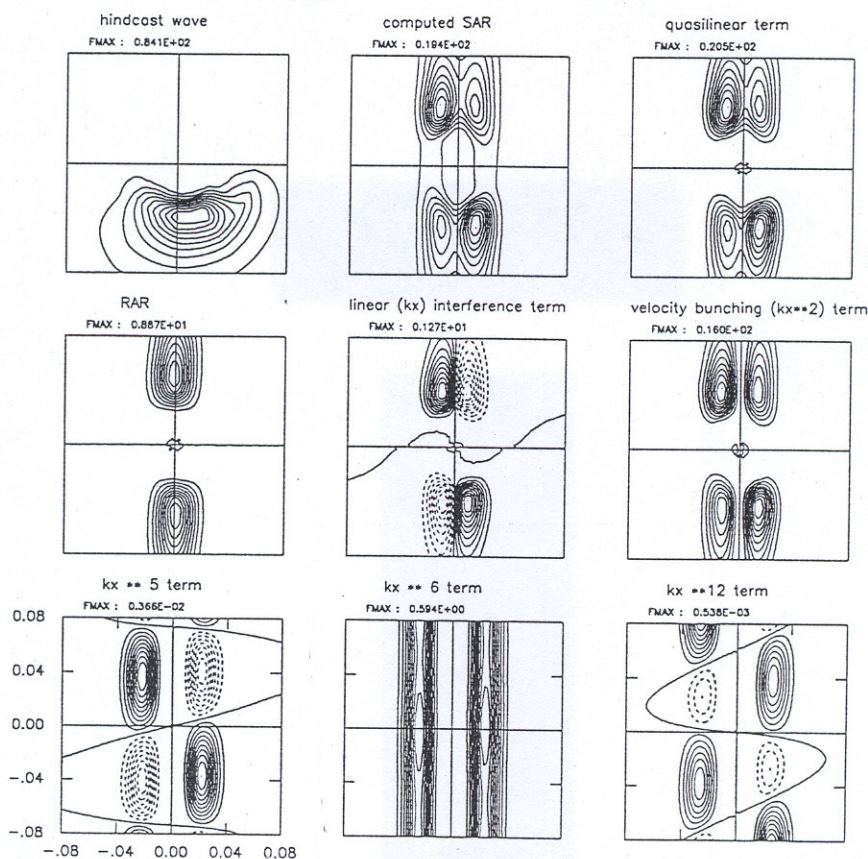 hindcast wave
FMAX : 0.841E+02
computed SAR
FMAX : 0.194E+02
quasilinear term
FMAX : 0.205E+02
RAR
FMAX : 0.887E+01
linear (kx) interference term
FMAX : 0.127E+01
velocity bunching (kx**2) term
FMAX : 0.160E+02
kx ** 5 term
FMAX : 0.366E-02
kx ** 6 term
FMAX : 0.594E+00
kx **12 term
FMAX : 0.538E-03
0.08
0.04
0.00
-.04
-.08
-.08 -.04 0.00 0.04 0.08